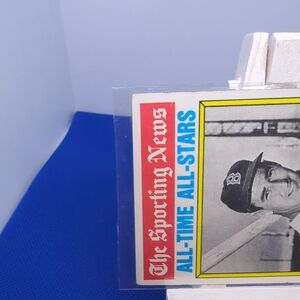 The Sporting News
ALL-TIME ALL-STARS
B